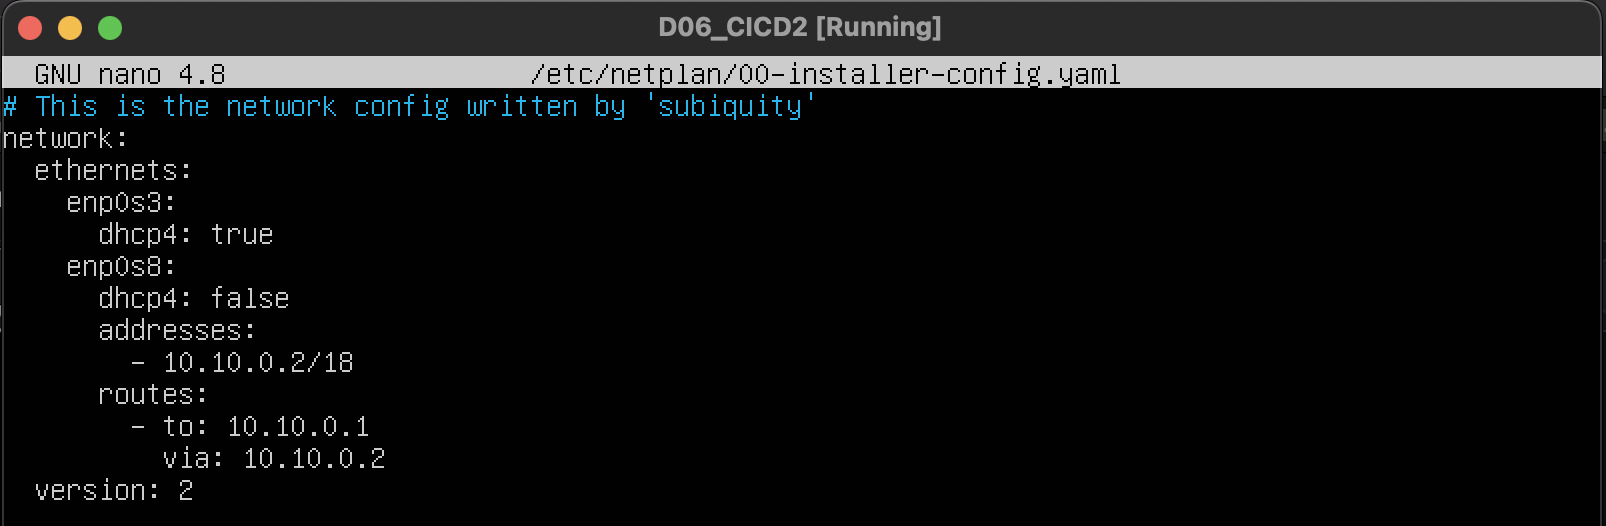 D06_CICD2 [Running]
GNU nano 4.8 /etc/netplan/00-installer-config.yaml
# This is the network config written by 'subiquity'
network:
  ethernets:
    enp0s3:
      dhcp4: true
    enp0s8:
      dhcp4: false
      addresses:
        - 10.10.0.2/18
      routes:
        - to: 10.10.0.1
          via: 10.10.0.2
  version: 2